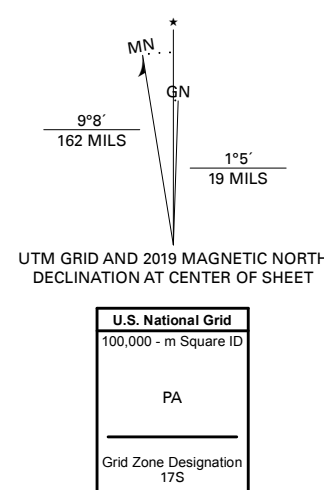 ★
MN
GN
9°8´
162 MILS
1°5´
19 MILS
UTM GRID AND 2019 MAGNETIC NORTH
DECLINATION AT CENTER OF SHEET
U.S. National Grid
100,000 - m Square ID
PA
Grid Zone Designation
17S